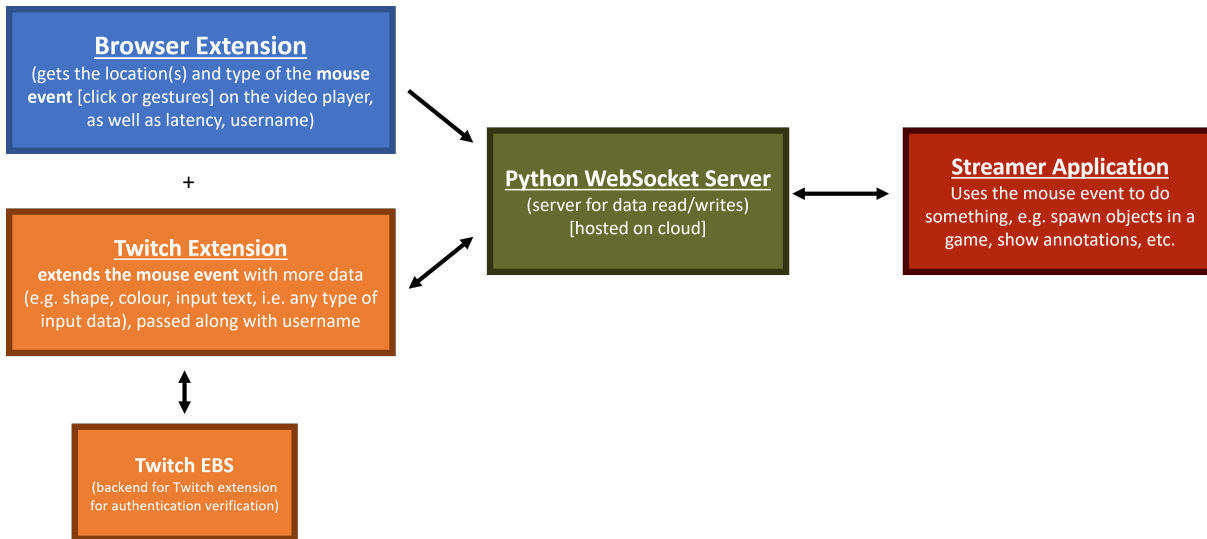 Browser Extension
(gets the location(s) and type of the mouse
event [click or gestures] on the video player,
as well as latency, username)
+
Twitch Extension
extends the mouse event with more data
(e.g. shape, colour, input text, i.e. any type of
input data), passed along with username
Twitch EBS
(backend for Twitch extension
for authentication verification)
Python WebSocket Server
(server for data read/writes)
[hosted on cloud]
Streamer Application
Uses the mouse event to do
something, e.g. spawn objects in a
game, show annotations, etc.